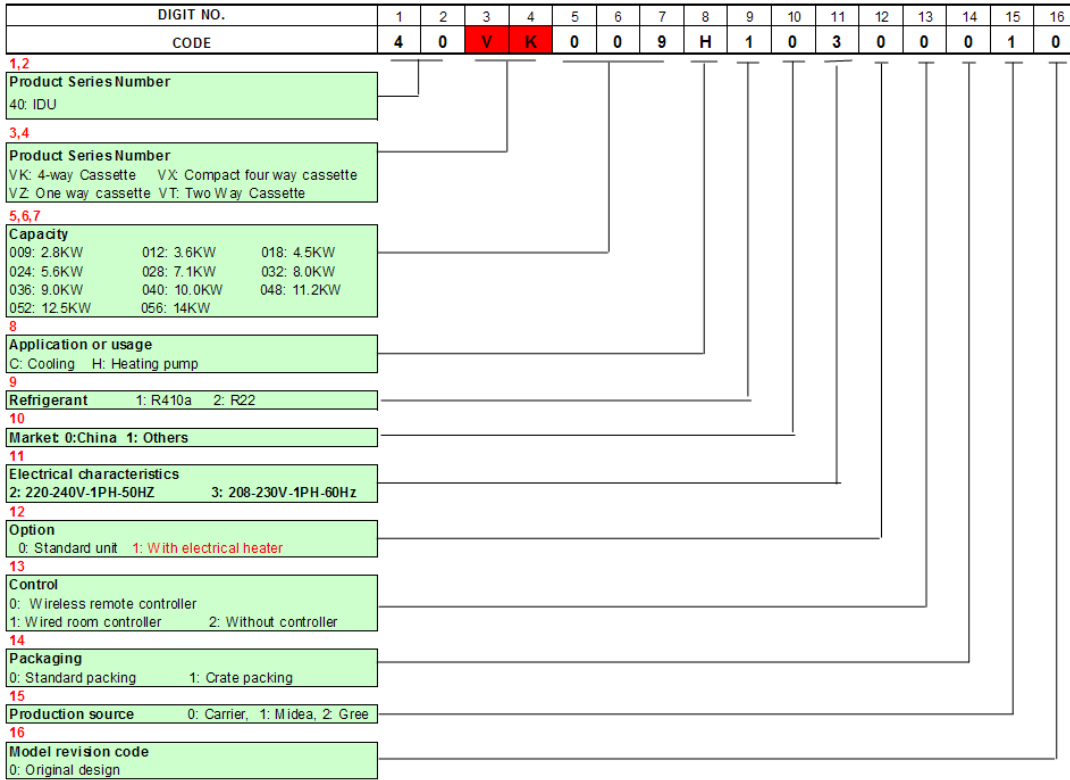 DIGIT NO. 1 2 3 4 5 6 7 8 9 10 11 12 13 14 15 16
CODE 4 0 V K 0 0 9 H 1 0 3 0 0 0 1 0
1,2
Product Series Number
40: IDU
3,4
Product Series Number
VK: 4-way Cassette VX: Compact four way cassette
VZ: One way cassette VT: Two Way Cassette
5,6,7
Capacity
009: 2.8KW 012: 3.6KW 018: 4.5KW
024: 5.6KW 028: 7.1KW 032: 8.0KW
036: 9.0KW 040: 10.0KW 048: 11.2KW
052: 12.5KW 056: 14KW
8
Application or usage
C: Cooling H: Heating pump
9
Refrigerant 1: R410a 2: R22
10
Market: 0:China 1: Others
11
Electrical characteristics
2: 220-240V-1PH-50HZ 3: 208-230V-1PH-60Hz
12
Option
0: Standard unit 1: With electrical heater
13
Control
0: Wireless remote controller
1: Wired room controller 2: Without controller
14
Packaging
0: Standard packing 1: Crate packing
15
Production source 0: Carrier, 1: Midea, 2: Gree
16
Model revision code
0: Original design